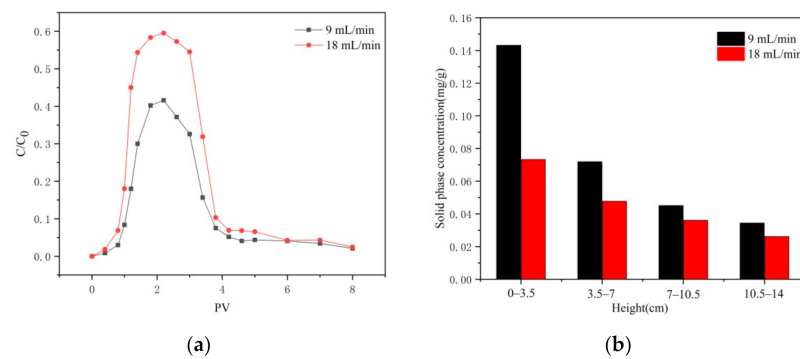 9 mL/min
18 mL/min
0.6
0.5
0.4
0.3
0.2
0.1
0.0
C/C0
0
2
4
6
8
PV
(a)
9 mL/min
18 mL/min
0.16
0.14
0.12
0.10
0.08
0.06
0.04
0.02
0.00
Solid phase concentration(mg/g)
0–3.5
3.5–7
7–10.5
10.5–14
Height(cm)
(b)